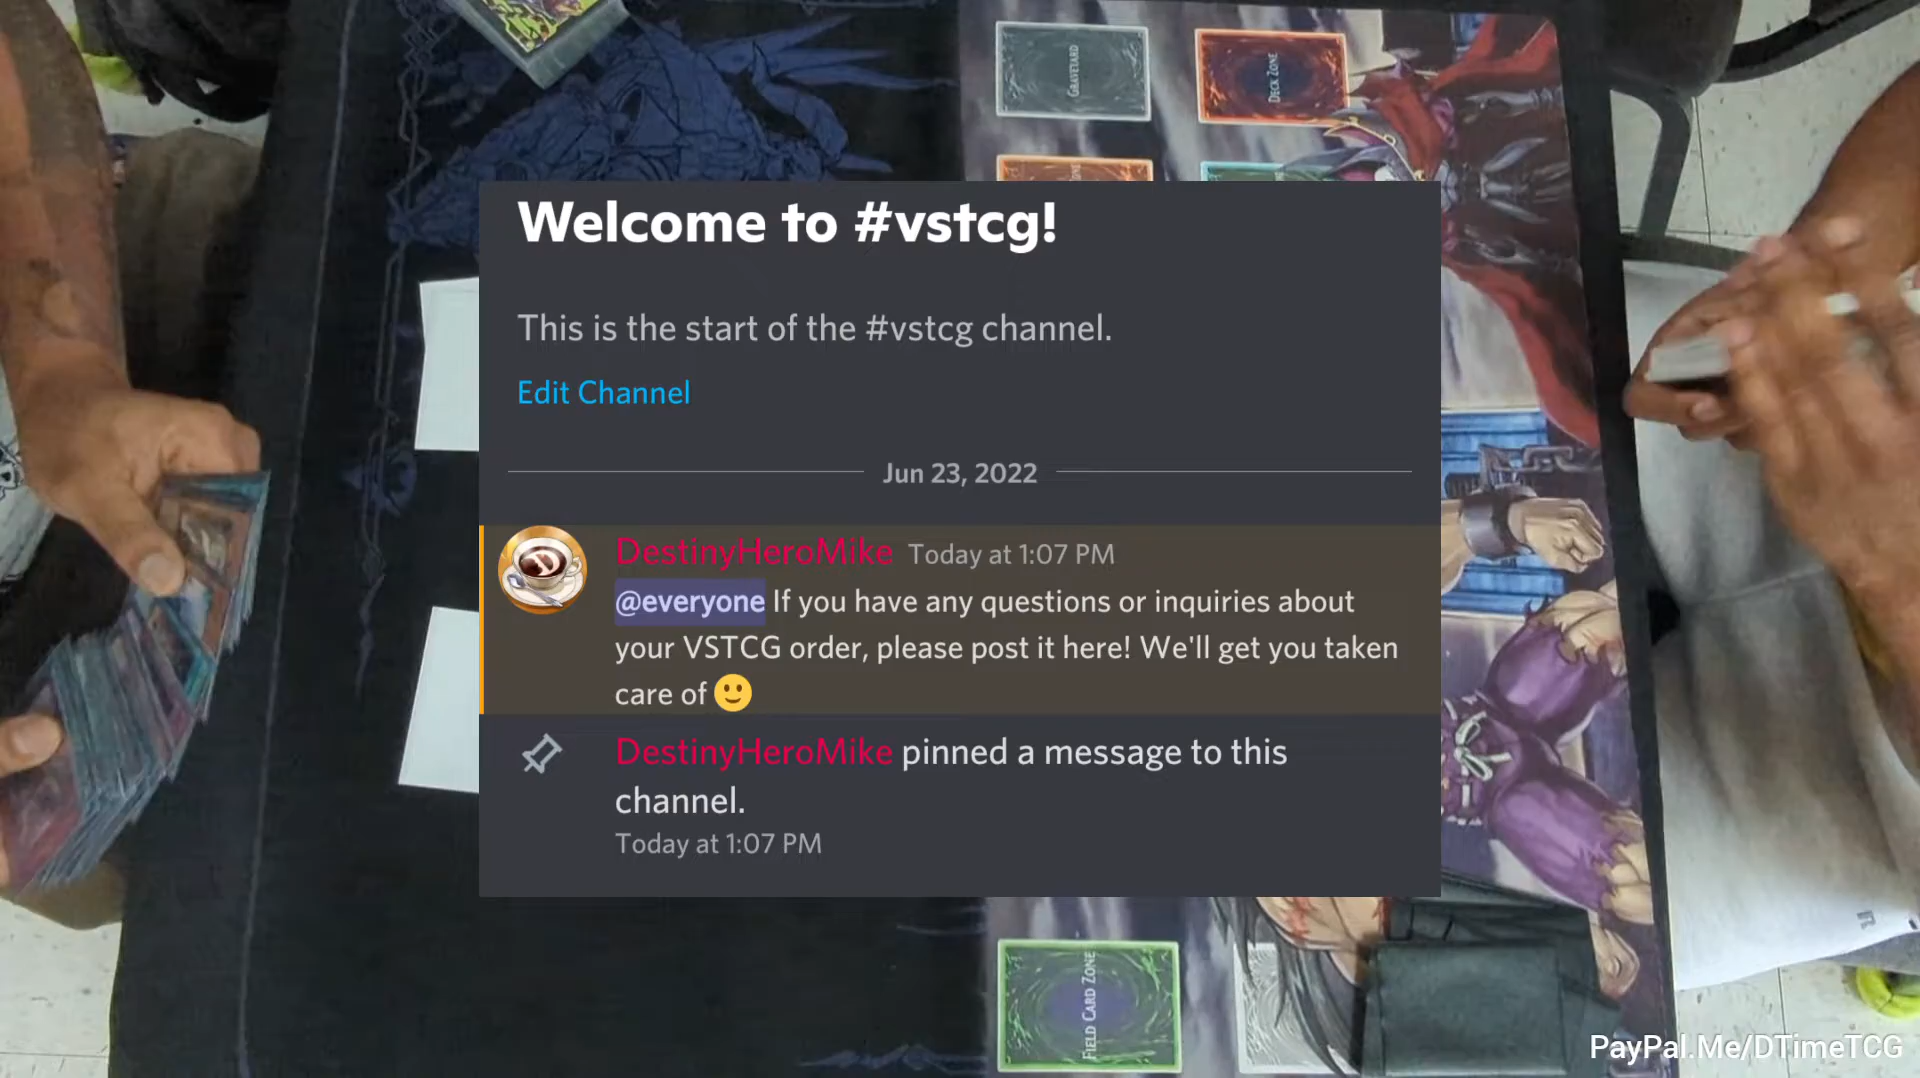 GRAVEYARD
DECK ZONE
Welcome to #vstcg!
This is the start of the #vstcg channel.
Edit Channel
Jun 23, 2022
DestinyHeroMike Today at 1:07 PM
@everyone If you have any questions or inquiries about
your VSTCG order, please post it here! We'll get you taken
care of 🙂
DestinyHeroMike pinned a message to this
channel.
Today at 1:07 PM
FIELD CARD ZONE
PayPal.Me/DTimeTCG